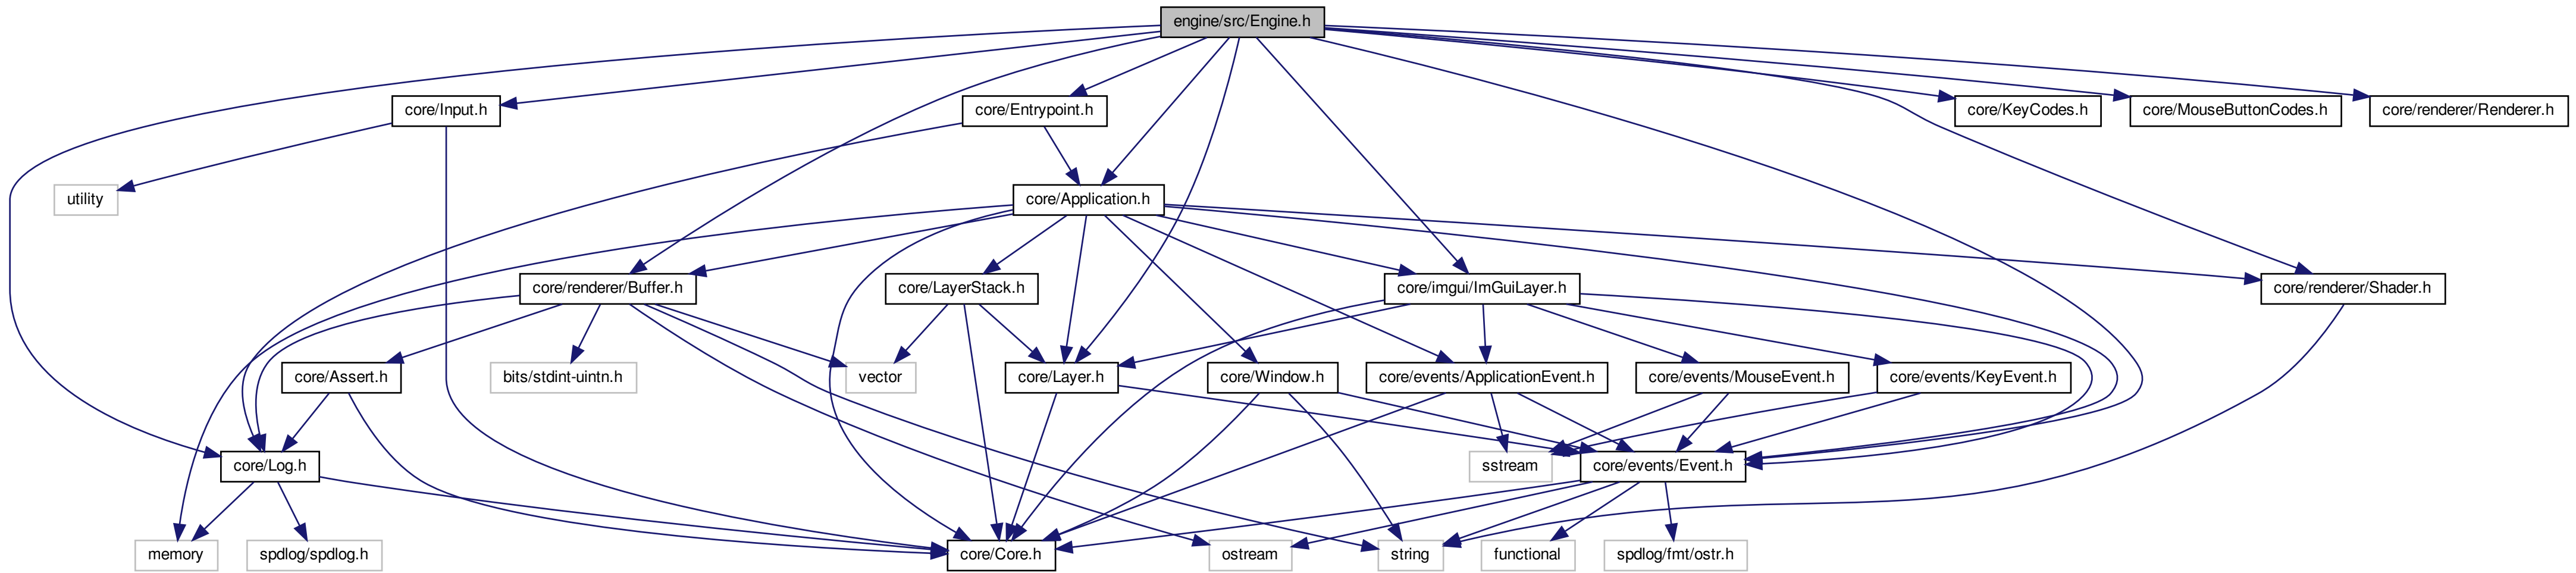 engine/src/Engine.h
core/Input.h
core/Entrypoint.h
core/KeyCodes.h
core/MouseButtonCodes.h
core/renderer/Renderer.h
utility
core/Application.h
core/renderer/Buffer.h
core/LayerStack.h
core/imgui/ImGuiLayer.h
core/renderer/Shader.h
core/Assert.h
bits/stdint-uintn.h
vector
core/Layer.h
core/Window.h
core/events/ApplicationEvent.h
core/events/MouseEvent.h
core/events/KeyEvent.h
core/Log.h
sstream
core/events/Event.h
memory
spdlog/spdlog.h
core/Core.h
ostream
string
functional
spdlog/fmt/ostr.h